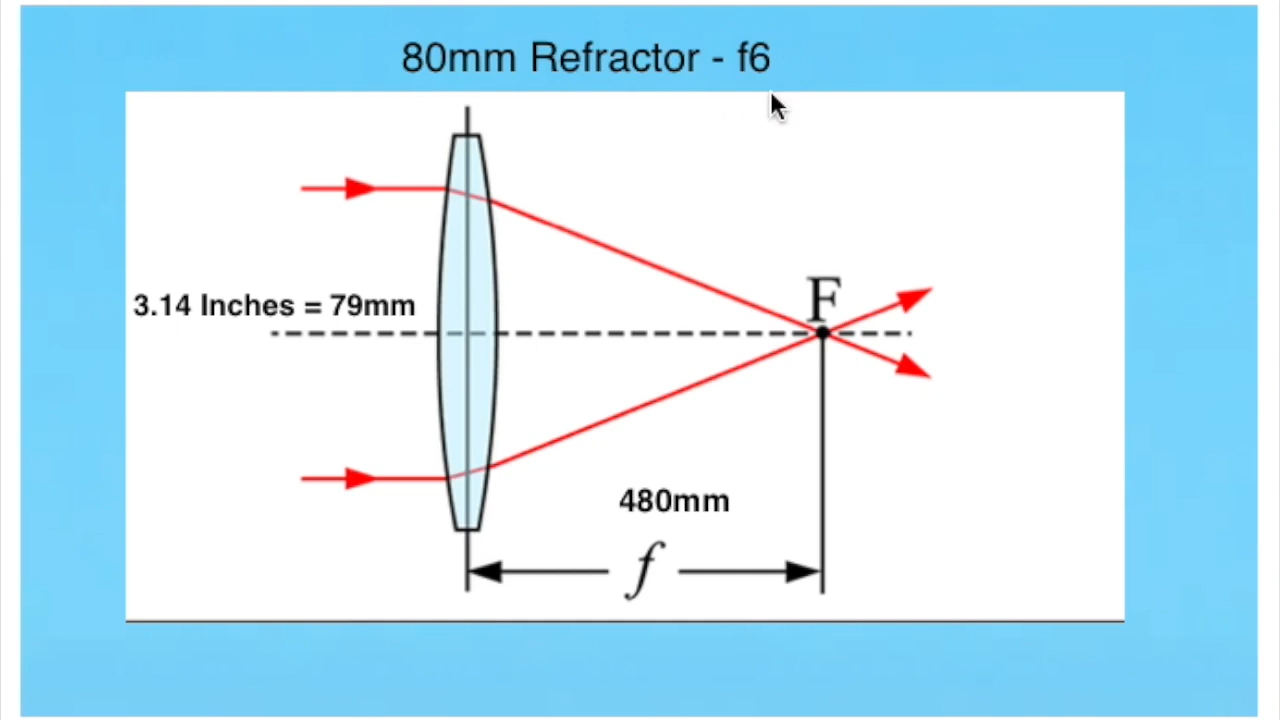 80mm Refractor - f6
3.14 Inches = 79mm
F
480mm
f